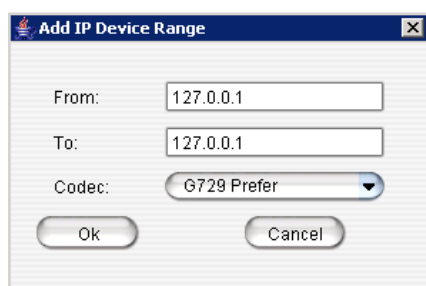 Add IP Device Range
From: 127.0.0.1
To: 127.0.0.1
Codec: G729 Prefer
Ok Cancel